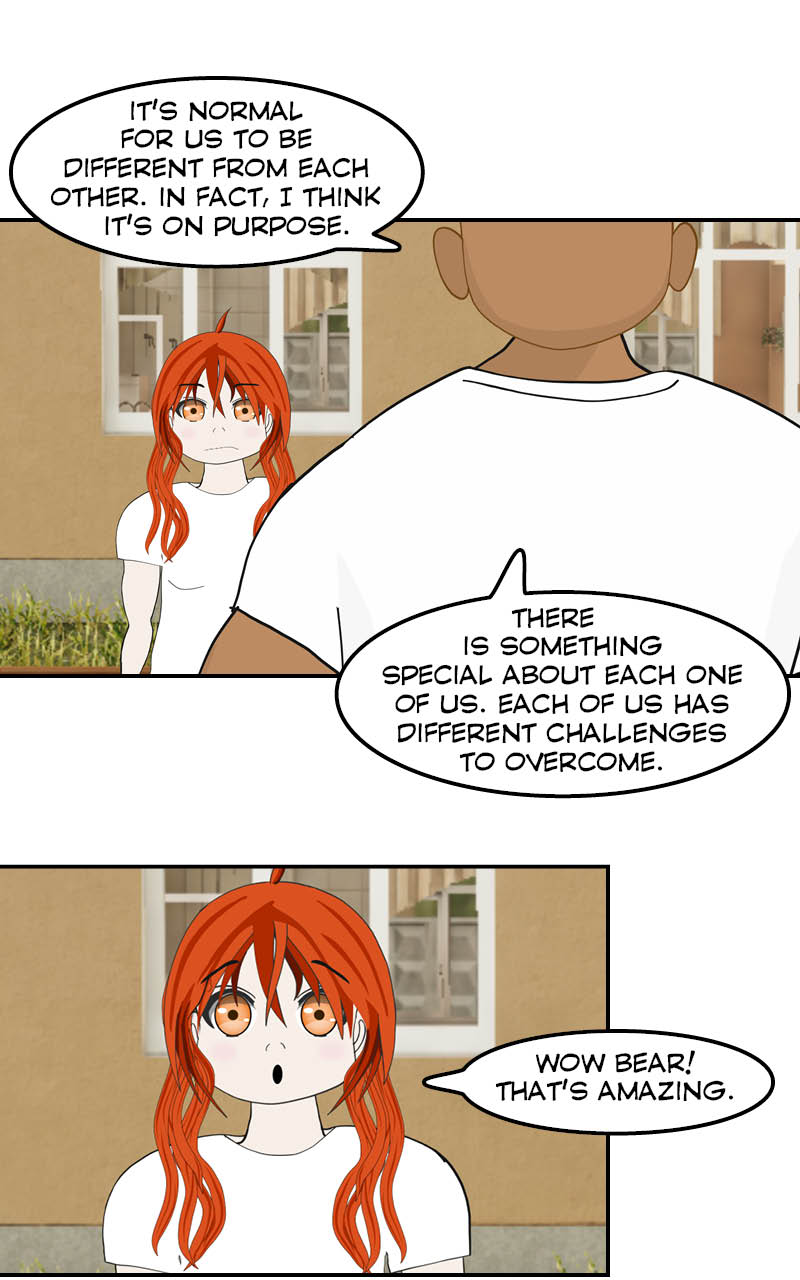 IT'S NORMAL
FOR US TO BE
DIFFERENT FROM EACH
OTHER. IN FACT, I THINK
IT'S ON PURPOSE.
THERE
IS SOMETHING
SPECIAL ABOUT EACH ONE
OF US. EACH OF US HAS
DIFFERENT CHALLENGES
TO OVERCOME.
WOW BEAR!
THAT'S AMAZING.